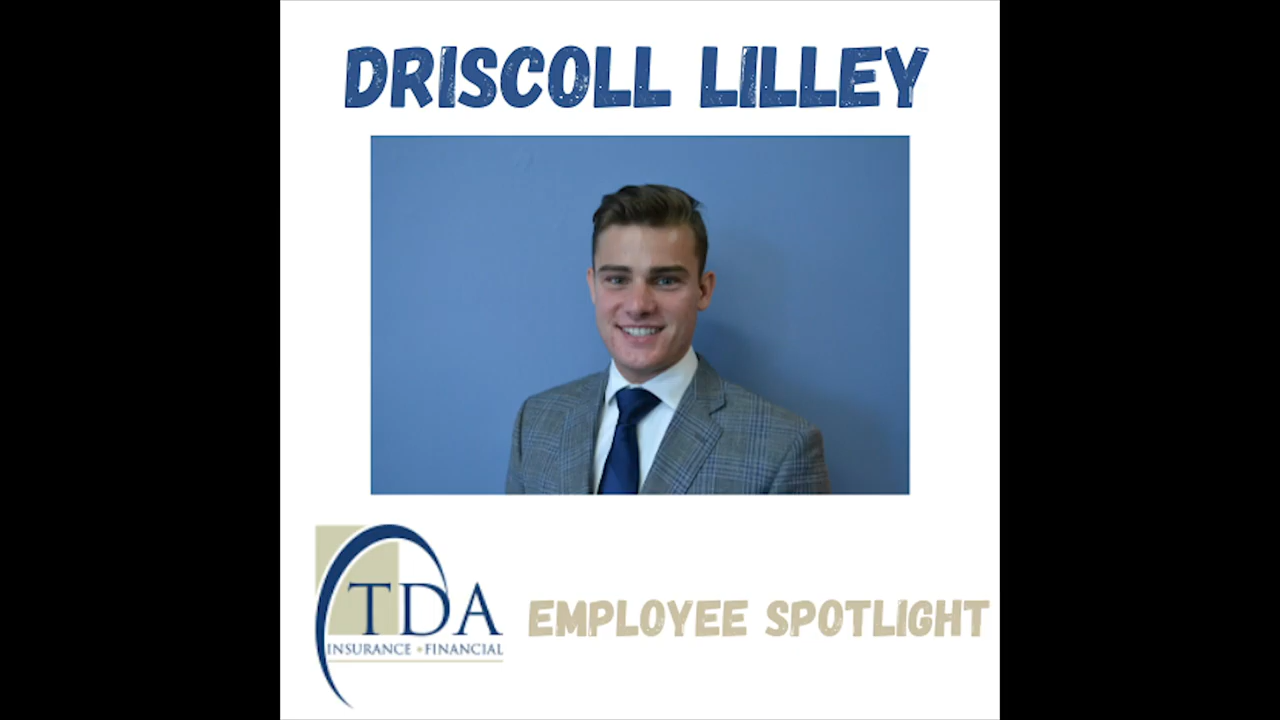 DRISCOLL LILLEY
TDA
INSURANCE + FINANCIAL
EMPLOYEE SPOTLIGHT